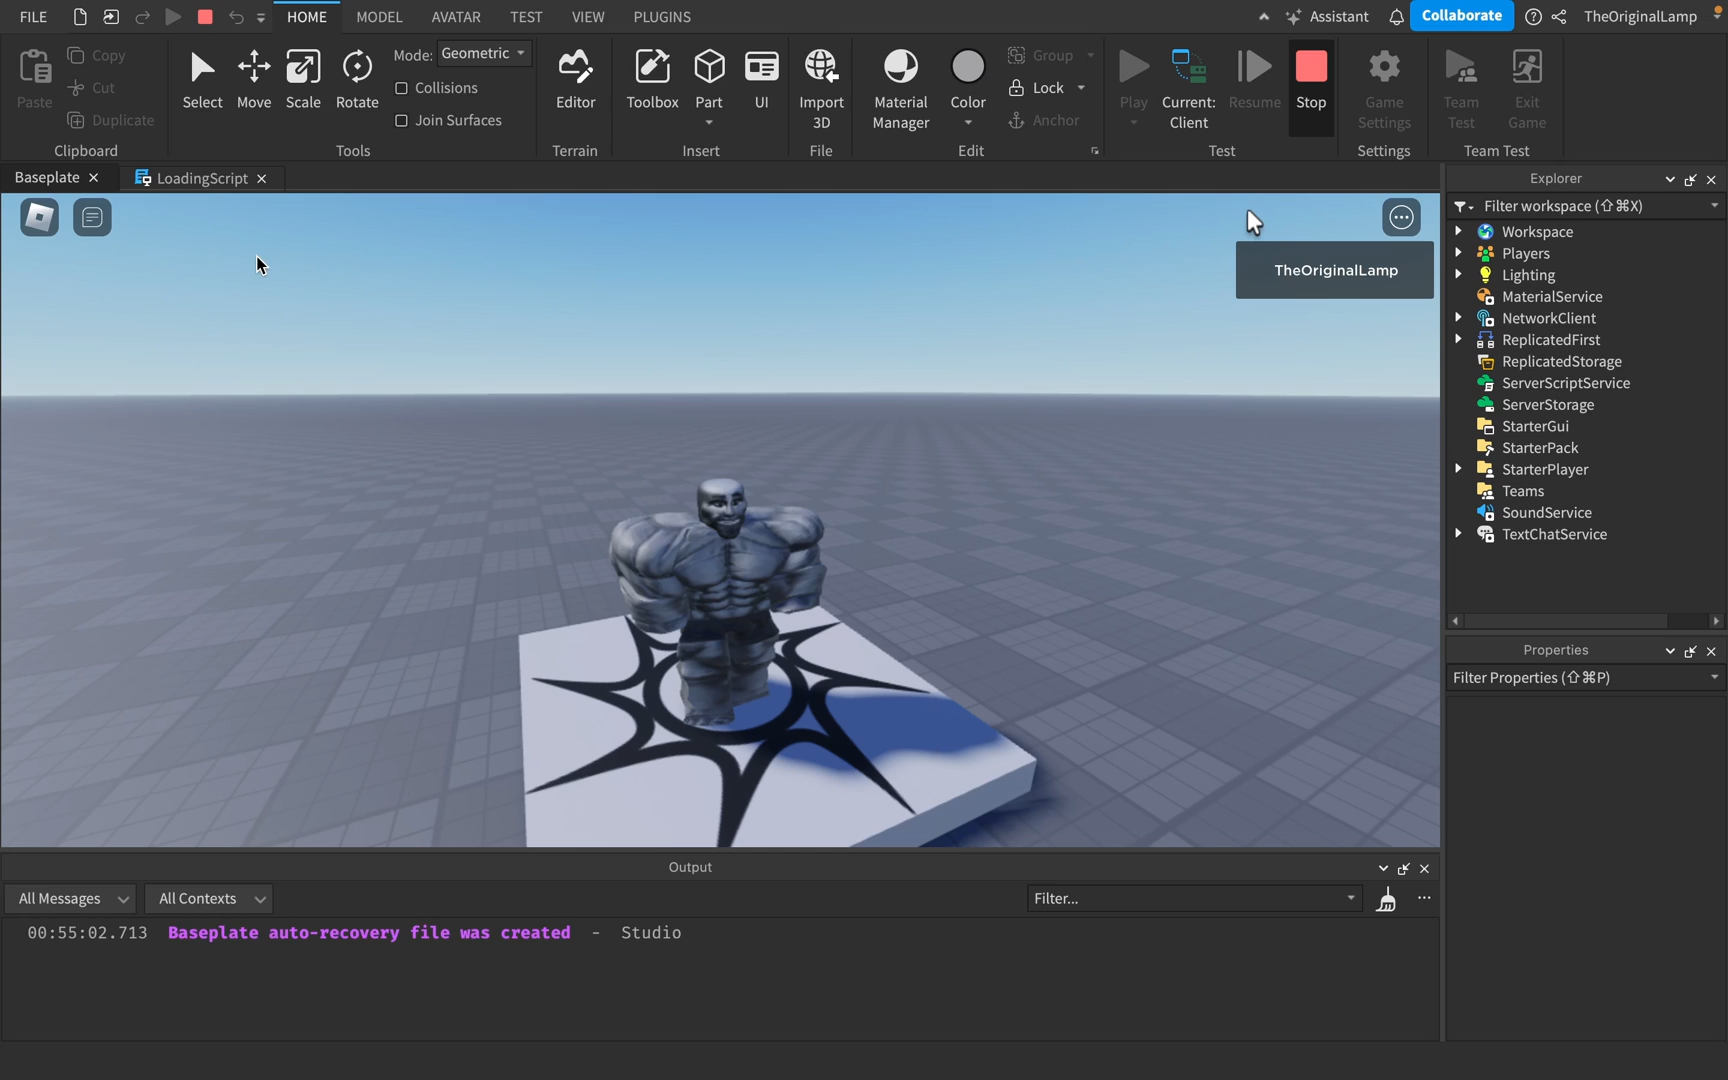 FILE HOME MODEL AVATAR TEST VIEW PLUGINS Assistant Collaborate TheOriginalLamp
Paste
Copy
Cut
Duplicate
Clipboard
Select Move Scale Rotate
Mode: Geometric
Collisions
Join Surfaces
Tools
Editor
Terrain
Toolbox Part UI
Insert
Import
3D
File
Material
Manager
Color
Group
Lock
Anchor
Edit
Play
Current:
Client
Resume
Stop
Test
Game
Settings
Settings
Team
Test
Exit
Game
Team Test
Baseplate
LoadingScript
TheOriginalLamp
Explorer
Filter workspace (⇧⌘X)
Workspace
Players
Lighting
MaterialService
NetworkClient
ReplicatedFirst
ReplicatedStorage
ServerScriptService
ServerStorage
StarterGui
StarterPack
StarterPlayer
Teams
SoundService
TextChatService
Properties
Filter Properties (⇧⌘P)
Output
All Messages All Contexts Filter...
00:55:02.713 Baseplate auto-recovery file was created - Studio